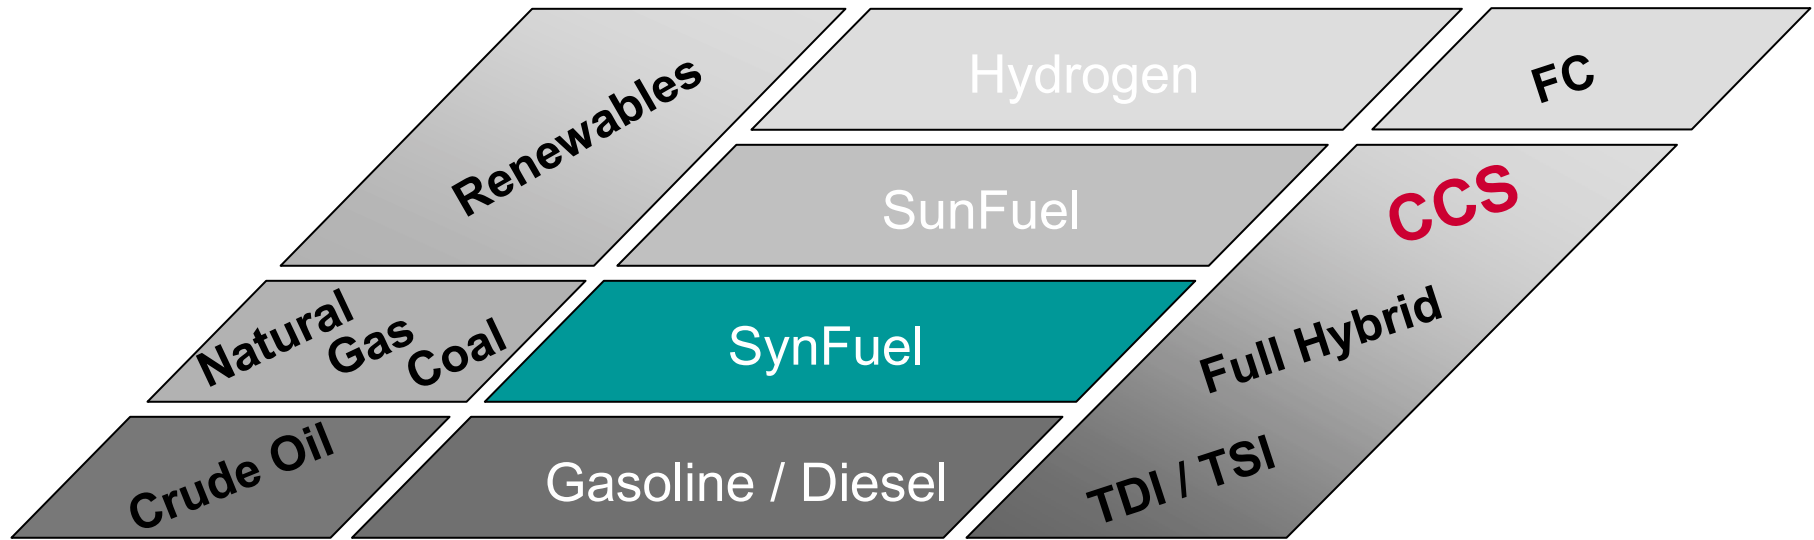 Renewables
Hydrogen
FC
SunFuel
CCS
Natural
Gas
Coal
SynFuel
Full Hybrid
Crude Oil
Gasoline / Diesel
TDI / TSI